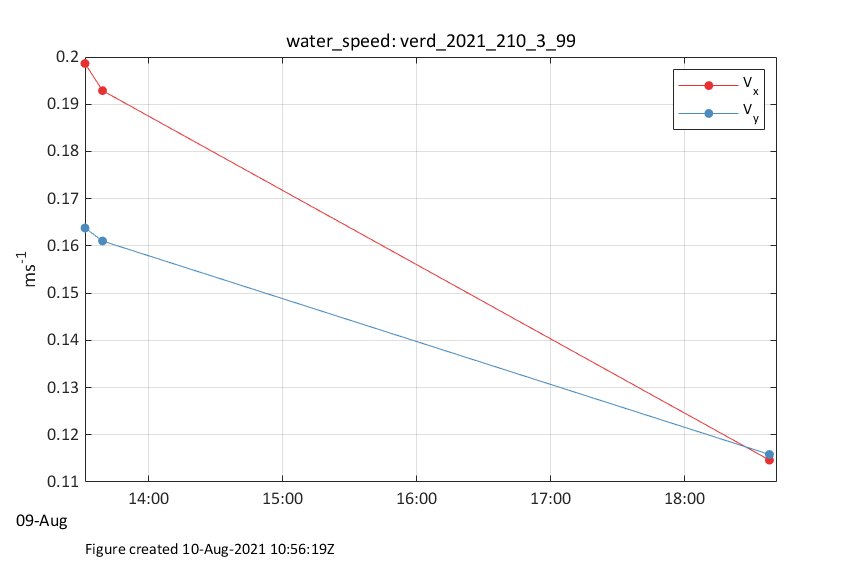 water_speed: verd_2021_210_3_99
0.2
0.19
0.18
0.17
0.16
0.15
0.14
0.13
0.12
0.11
ms⁻¹
Vₓ
V_y
14:00 15:00 16:00 17:00 18:00
09-Aug
Figure created 10-Aug-2021 10:56:19Z